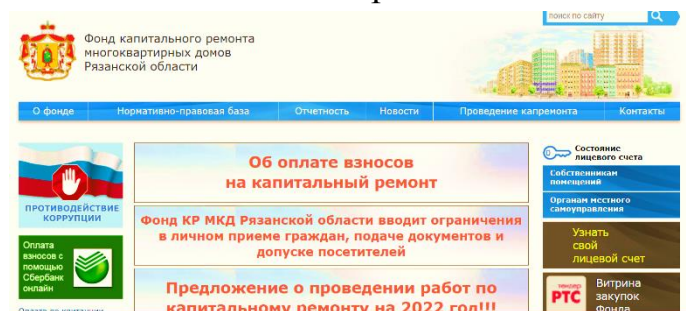 поиск по сайту
Фонд капитального ремонта
многоквартирных домов
Рязанской области
О фонде
Нормативно-правовая база
Отчетность
Новости
Проведение капремонта
Контакты
ПРОТИВОДЕЙСТВИЕ
КОРРУПЦИИ
Оплата
взносов с
помощью
Сбербанк
онлайн
Об оплате взносов
на капитальный ремонт
Фонд КР МКД Рязанской области вводит ограничения
в личном приеме граждан, подаче документов и
допуске посетителей
Предложение о проведении работ по
капитальному ремонту на 2022 год!!!
Состояние
лицевого счета
Собственникам
помещений
Органам местного
самоуправления
Узнать
свой
лицевой счет
РТС
тендер
Витрина
закупок
Фонда